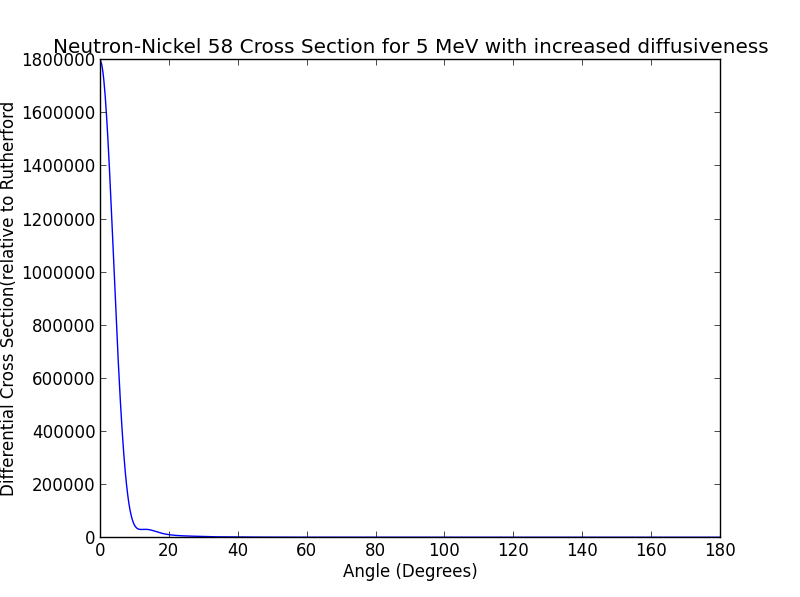 Neutron-Nickel 58 Cross Section for 5 MeV with increased diffusiveness
Differential Cross Section(relative to Rutherford
1800000
1600000
1400000
1200000
1000000
800000
600000
400000
200000
0
0 20 40 60 80 100 120 140 160 180
Angle (Degrees)